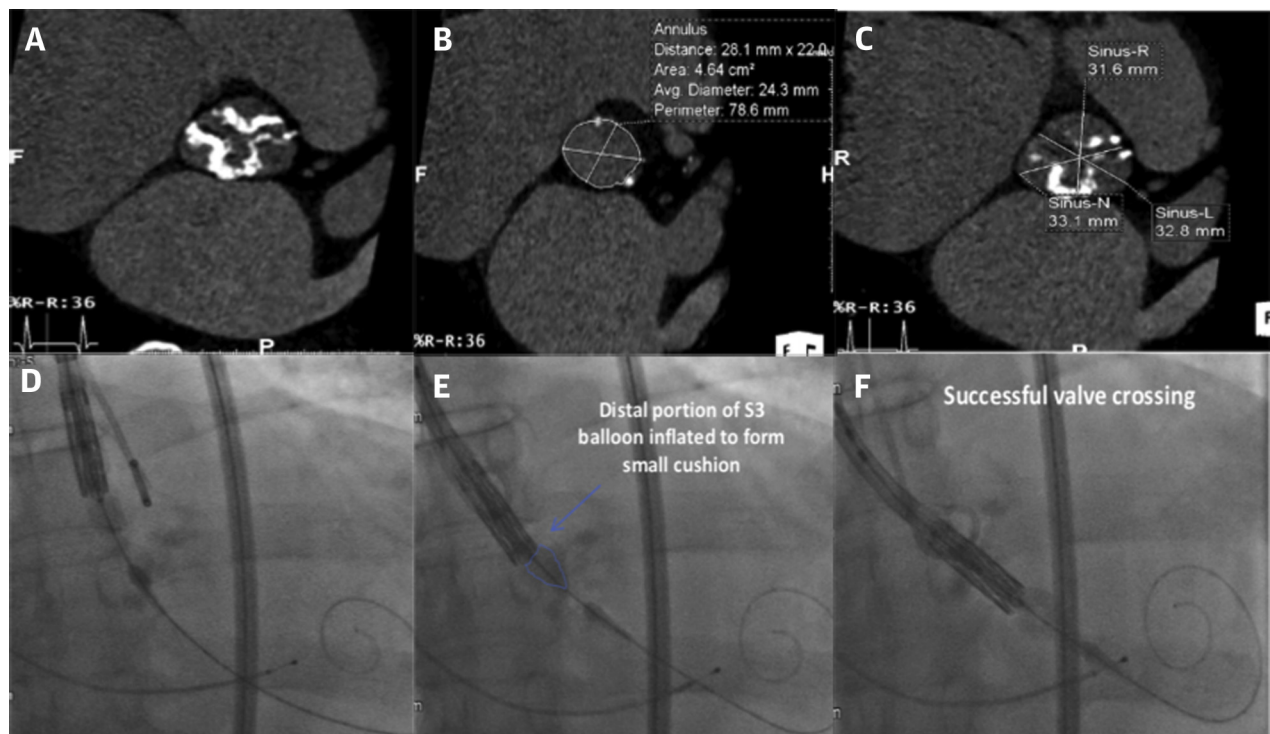 A
F
%R-R:36
P
B
Annulus
Distance: 28.1 mm x 22.0
Area: 4.64 cm²
Avg. Diameter: 24.3 mm
Perimeter: 78.6 mm
F
H
%R-R:36
F
C
Sinus-R
31.6 mm
R
Sinus-N
33.1 mm
Sinus-L
32.8 mm
%R-R:36
D
E
Distal portion of S3
balloon inflated to form
small cushion
F
Successful valve crossing